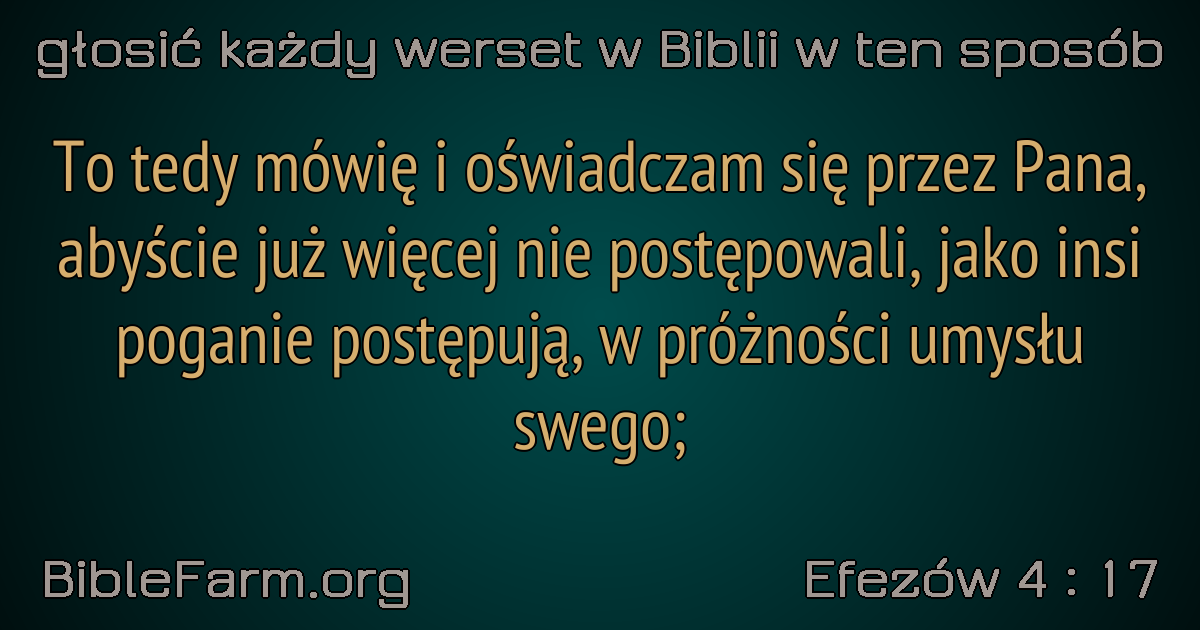 głosić każdy werset w Biblii w ten sposób
To tedy mówię i oświadczam się przez Pana,
abyście już więcej nie postępowali, jako insi
poganie postępują, w próżności umysłu
swego;
BibleFarm.org
Efezów 4 : 17